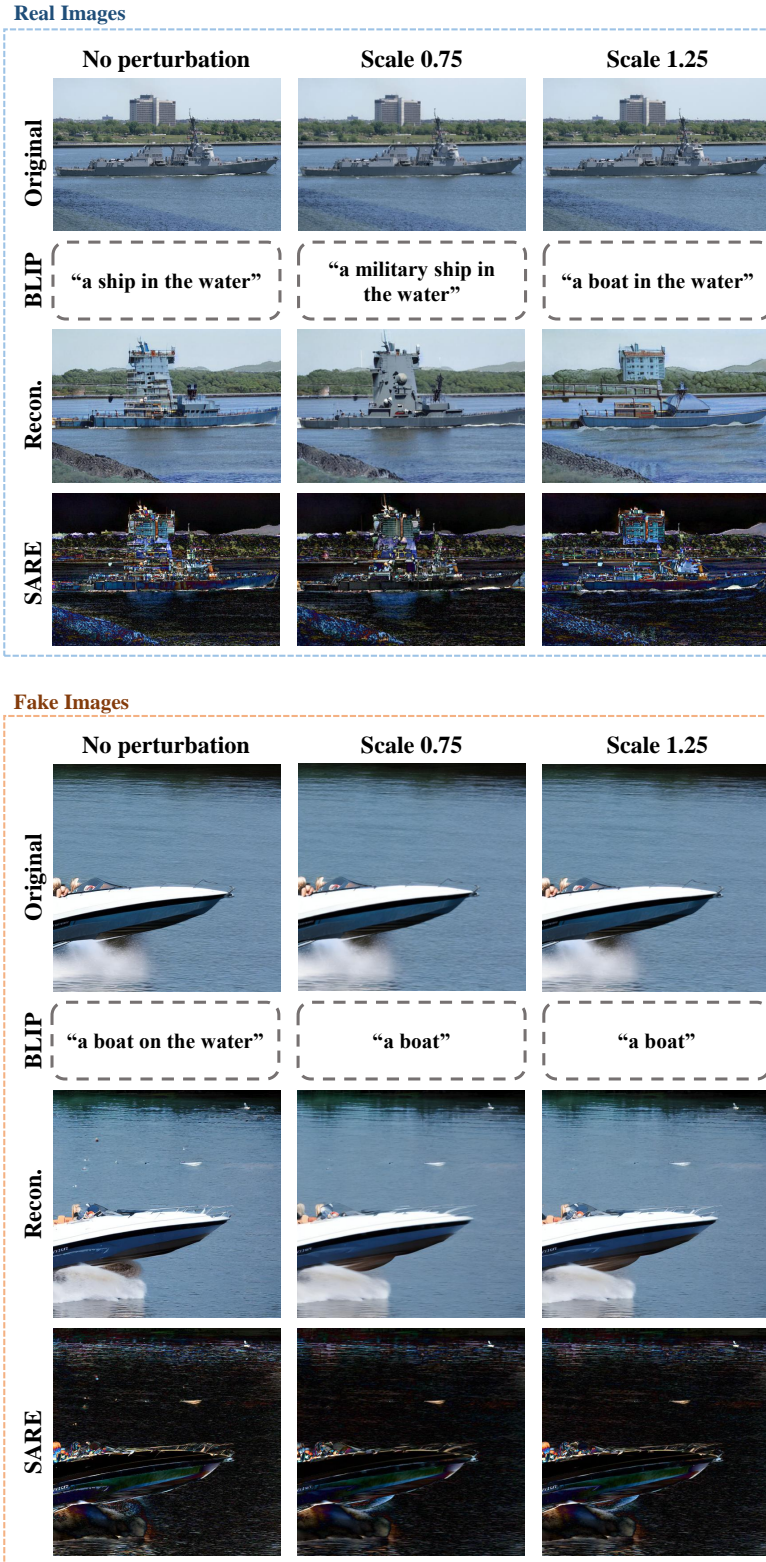 Real Images
No perturbation
Scale 0.75
Scale 1.25
Original
BLIP
“a ship in the water”
“a military ship in
the water”
“a boat in the water”
Recon.
SARE
Fake Images
No perturbation
Scale 0.75
Scale 1.25
Original
BLIP
“a boat on the water”
“a boat”
“a boat”
Recon.
SARE